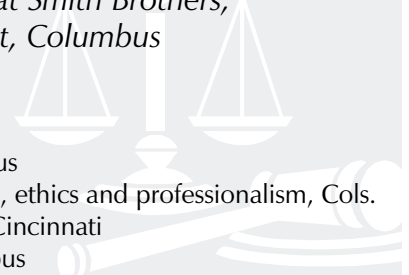 at Smith Brothers,
t, Columbus
us
, ethics and professionalism, Cols.
Cincinnati
bus